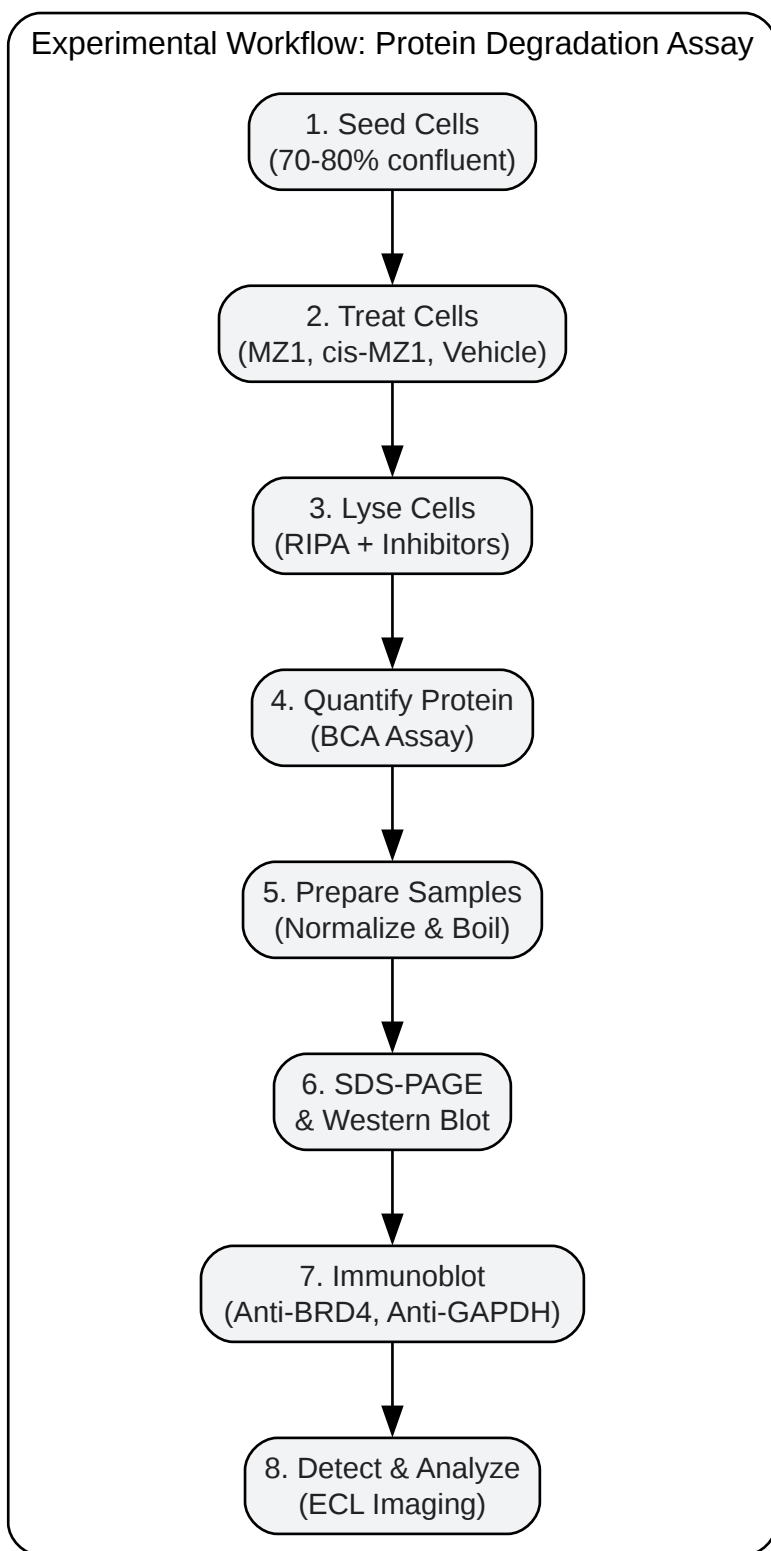 Experimental Workflow: Protein Degradation Assay
1. Seed Cells
(70-80% confluent)
2. Treat Cells
(MZ1, cis-MZ1, Vehicle)
3. Lyse Cells
(RIPA + Inhibitors)
4. Quantify Protein
(BCA Assay)
5. Prepare Samples
(Normalize & Boil)
6. SDS-PAGE
& Western Blot
7. Immunoblot
(Anti-BRD4, Anti-GAPDH)
8. Detect & Analyze
(ECL Imaging)